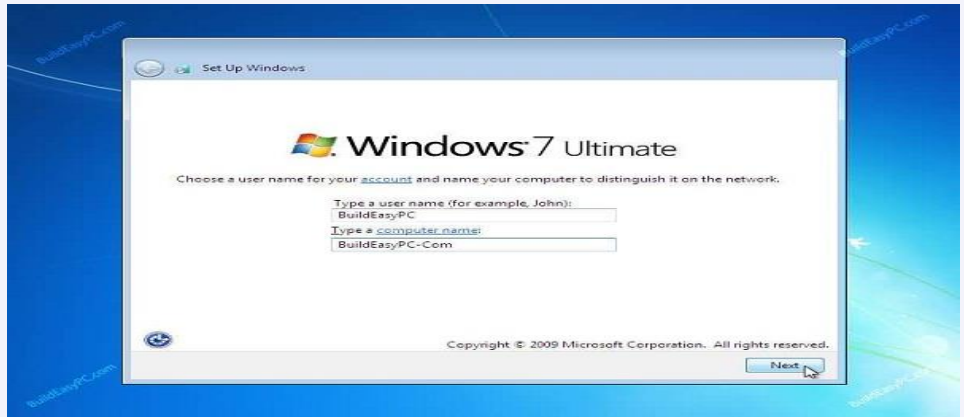 BuildEasyPC.com
BuildEasyPC.com
Set Up Windows
Windows 7 Ultimate
Choose a user name for your account and name your computer to distinguish it on the network.
Type a user name (for example, John):
BuildEasyPC
Type a computer name:
BuildEasyPC-Com
Copyright © 2009 Microsoft Corporation. All rights reserved.
Next
BuildEasyPC.com
BuildEasyPC.com